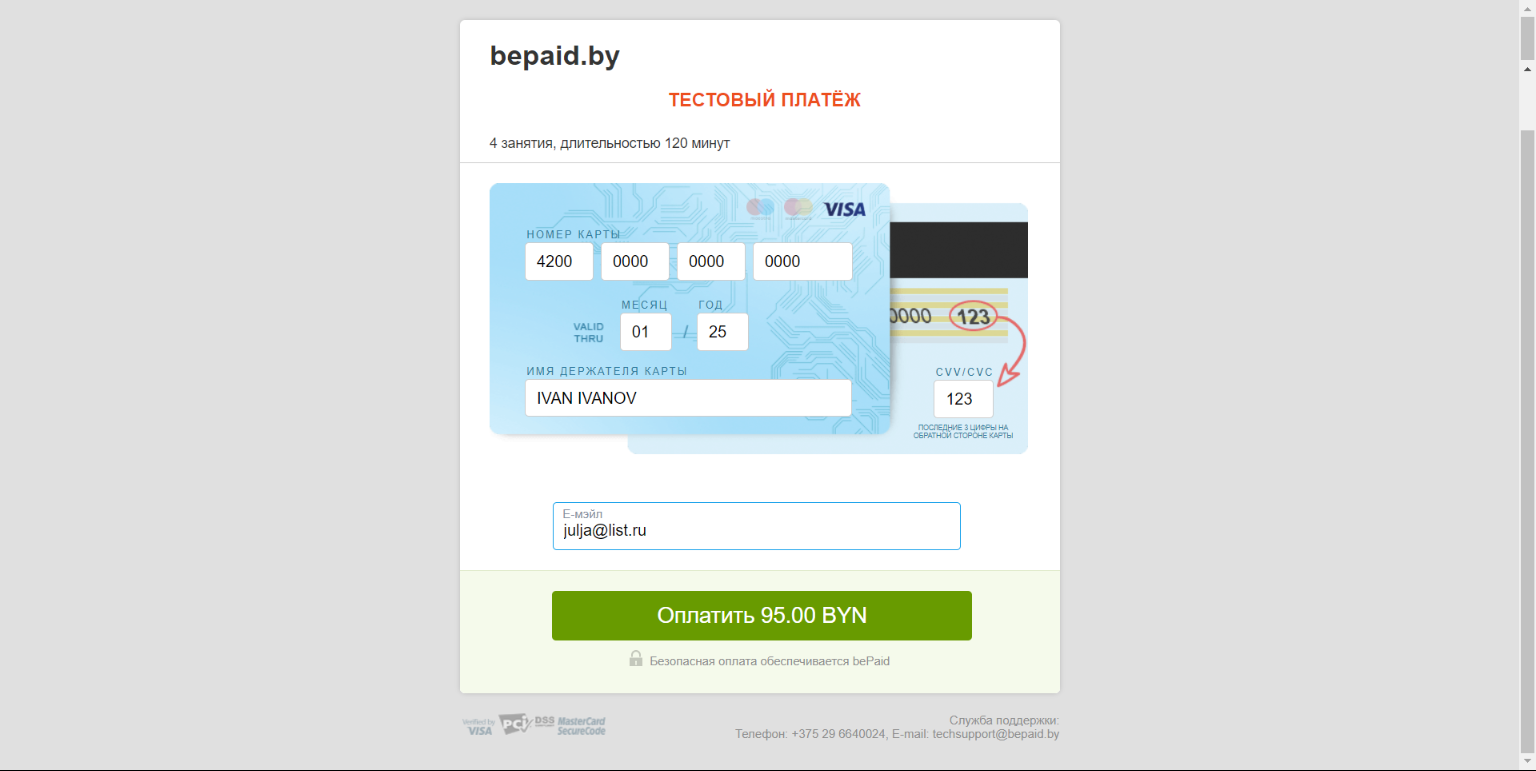 bepaid.by
ТЕСТОВЫЙ ПЛАТЁЖ
4 занятия, длительностью 120 минут
VISA
НОМЕР КАРТЫ
4200 0000 0000 0000
МЕСЯЦ ГОД
VALID THRU 01 / 25
ИМЯ ДЕРЖАТЕЛЯ КАРТЫ
IVAN IVANOV
0000 123
CVV/CVC
123
ПОСЛЕДНИЕ 3 ЦИФРЫ НА
ОБРАТНОЙ СТОРОНЕ КАРТЫ
Е-мэйл
julja@list.ru
Оплатить 95.00 BYN
Безопасная оплата обеспечивается bePaid
Verified by VISA PCI DSS MasterCard SecureCode
Служба поддержки:
Телефон: +375 29 6640024, E-mail: techsupport@bepaid.by